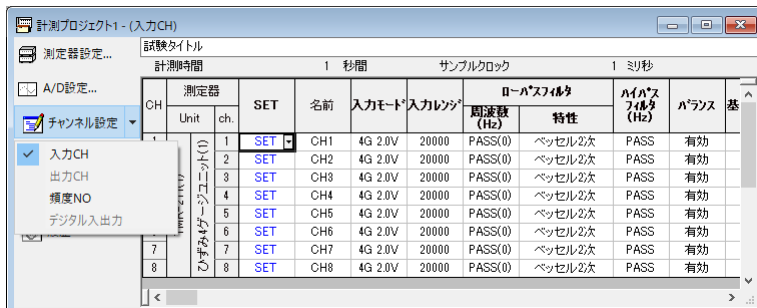 計測プロジェクト1 - (入力CH)
測定器設定...
A/D設定...
チャンネル設定
入力CH
出力CH
頻度NO
デジタル入出力
試験タイトル
計測時間 1 秒間 サンプルクロック 1 ミリ秒
CH 測定器 SET 名前 入力モード 入力レンジ ローパスフィルタ ハイパスフィルタ(Hz) バランス 基
Unit ch. 周波数(Hz) 特性
ひずみ4ゲージユニット(1)
1 SET CH1 4G 2.0V 20000 PASS(0) ベッセル2次 PASS 有効
2 SET CH2 4G 2.0V 20000 PASS(0) ベッセル2次 PASS 有効
3 SET CH3 4G 2.0V 20000 PASS(0) ベッセル2次 PASS 有効
4 SET CH4 4G 2.0V 20000 PASS(0) ベッセル2次 PASS 有効
5 SET CH5 4G 2.0V 20000 PASS(0) ベッセル2次 PASS 有効
6 SET CH6 4G 2.0V 20000 PASS(0) ベッセル2次 PASS 有効
7 7 SET CH7 4G 2.0V 20000 PASS(0) ベッセル2次 PASS 有効
8 8 SET CH8 4G 2.0V 20000 PASS(0) ベッセル2次 PASS 有効